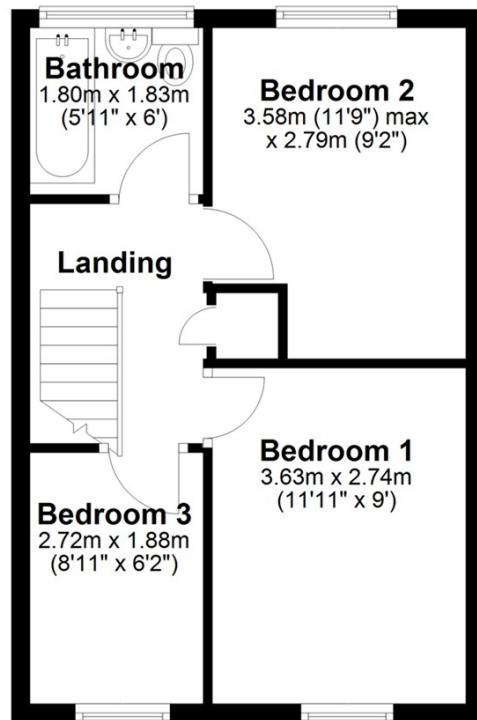 Bathroom
1.80m x 1.83m
(5'11" x 6')
Bedroom 2
3.58m (11'9") max
x 2.79m (9'2")
Landing
Bedroom 1
3.63m x 2.74m
(11'11" x 9')
Bedroom 3
2.72m x 1.88m
(8'11" x 6'2")